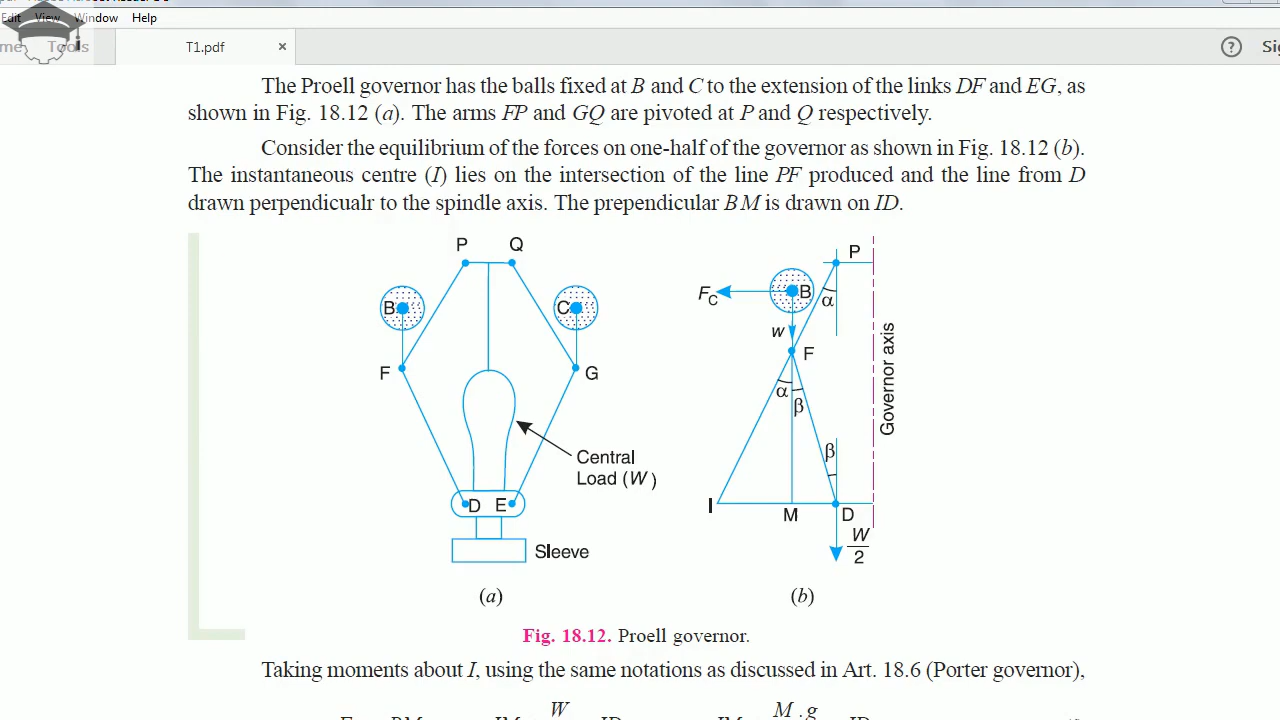 Edit View Window Help
me Tools T1.pdf × ? Sig
The Proell governor has the balls fixed at B and C to the extension of the links DF and EG, as
shown in Fig. 18.12 (a). The arms FP and GQ are pivoted at P and Q respectively.
Consider the equilibrium of the forces on one-half of the governor as shown in Fig. 18.12 (b).
The instantaneous centre (I) lies on the intersection of the line PF produced and the line from D
drawn perpendicualr to the spindle axis. The prependicular BM is drawn on ID.
P Q
B C
F G
Central
Load (W)
D E
Sleeve
(a)
P
FC B α
w
F
α β
Governor axis
β
I M D
W
2
(b)
Fig. 18.12. Proell governor.
Taking moments about I, using the same notations as discussed in Art. 18.6 (Porter governor),
W M . g